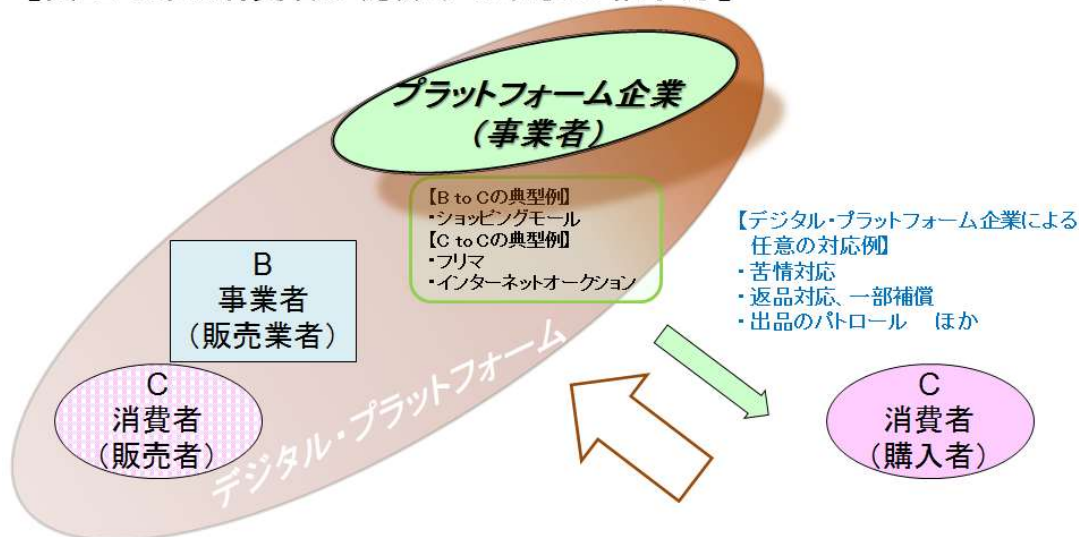 プラットフォーム企業
(事業者)
【B to Cの典型例】
・ショッピングモール
【C to Cの典型例】
・フリマ
・インターネットオークション
【デジタル・プラットフォーム企業による
任意の対応例】
・苦情対応
・返品対応、一部補償
・出品のパトロール　ほか
B
事業者
(販売業者)
C
消費者
(販売者)
デジタル・プラットフォーム
C
消費者
(購入者)